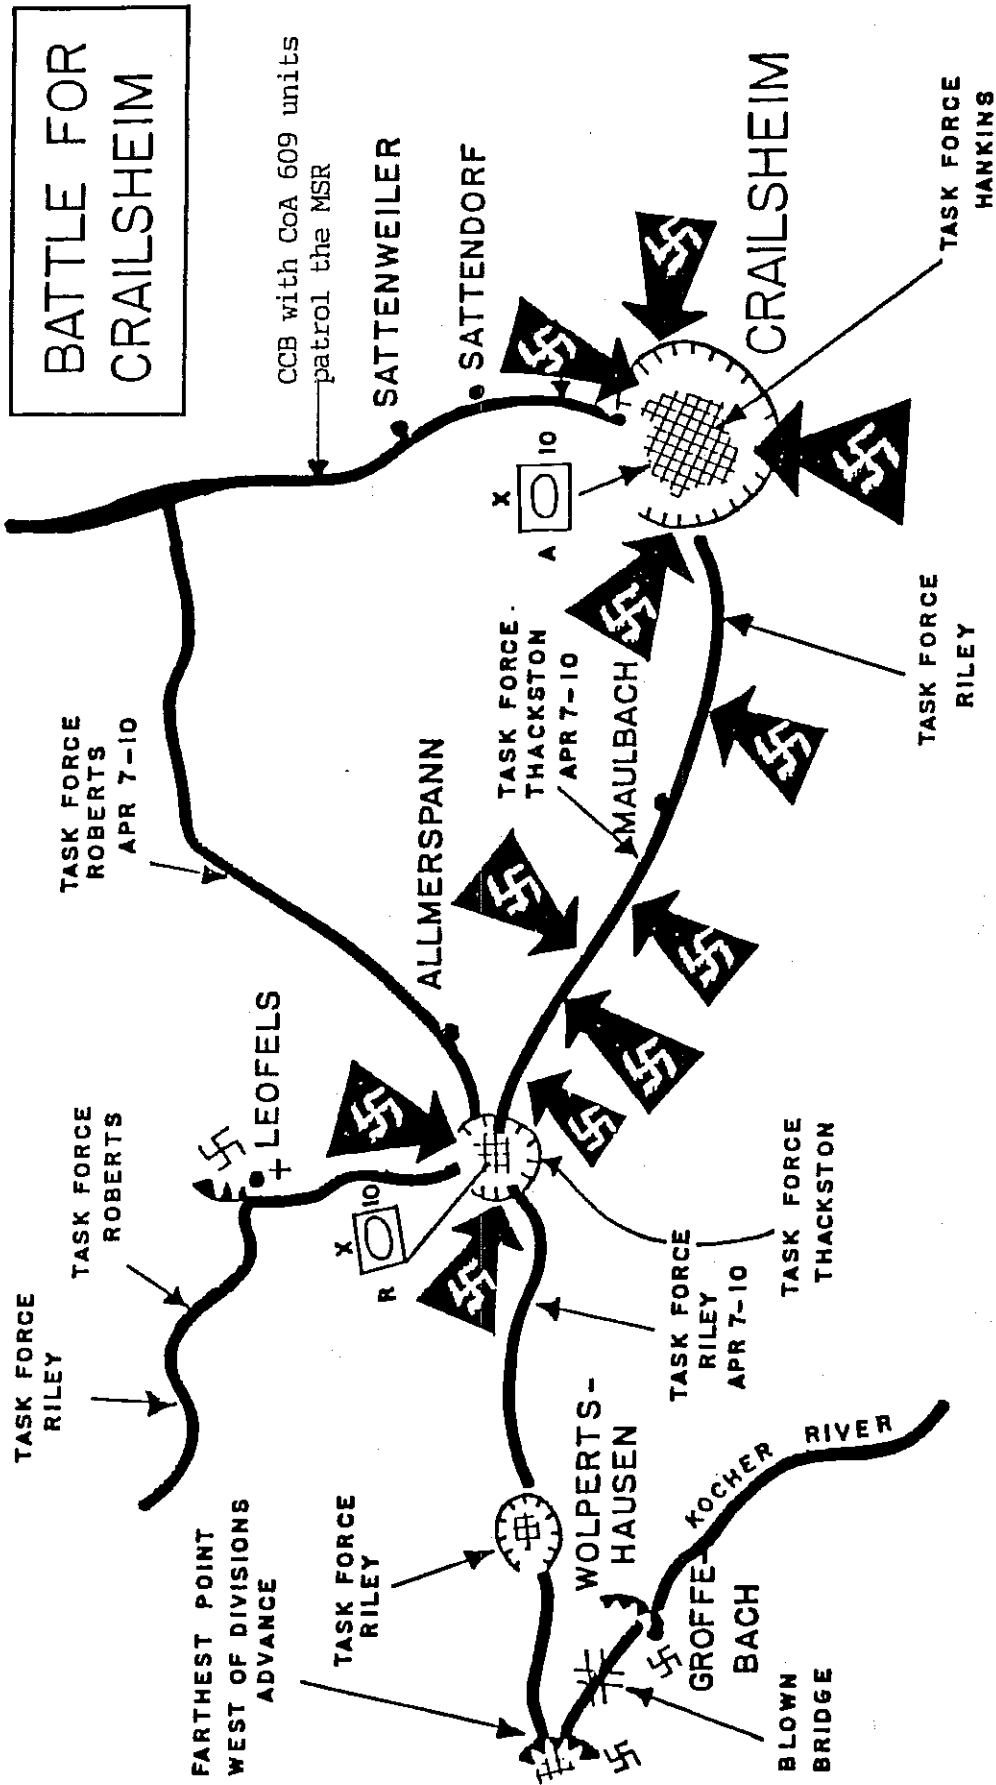 BATTLE FOR
CRAILSHEIM
CCB with CoA 609 units
patrol the MSR
SATTENWEILER
SATTENDORF
CRAILSHEIM
TASK FORCE
HANKINS
X
A
10
TASK FORCE
ROBERTS
APR 7-10
ALLMERSPANN
TASK FORCE
THACKSTON
APR 7-10
MAULBACH
TASK FORCE
RILEY
TASK FORCE
ROBERTS
LEOFELS
X
R
10
TASK FORCE
THACKSTON
TASK FORCE
RILEY
TASK FORCE
RILEY
APR 7-10
FARTHEST POINT
WEST OF DIVISIONS
ADVANCE
TASK FORCE
RILEY
WOLPERTS-
HAUSEN
KOCHER RIVER
GROFFE-
BACH
BLOWN
BRIDGE